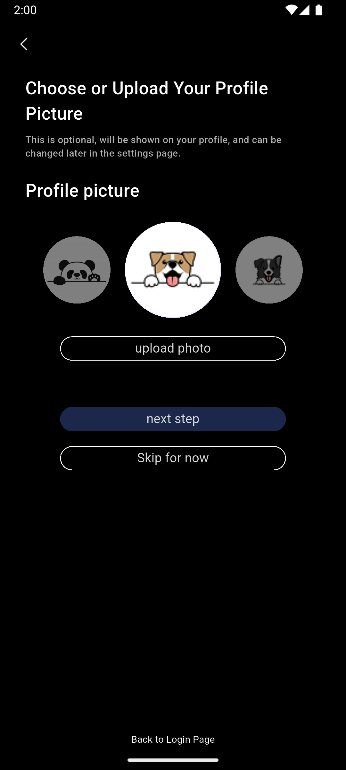 2:00
Choose or Upload Your Profile
Picture
This is optional, will be shown on your profile, and can be
changed later in the settings page.
Profile picture
upload photo
next step
Skip for now
Back to Login Page